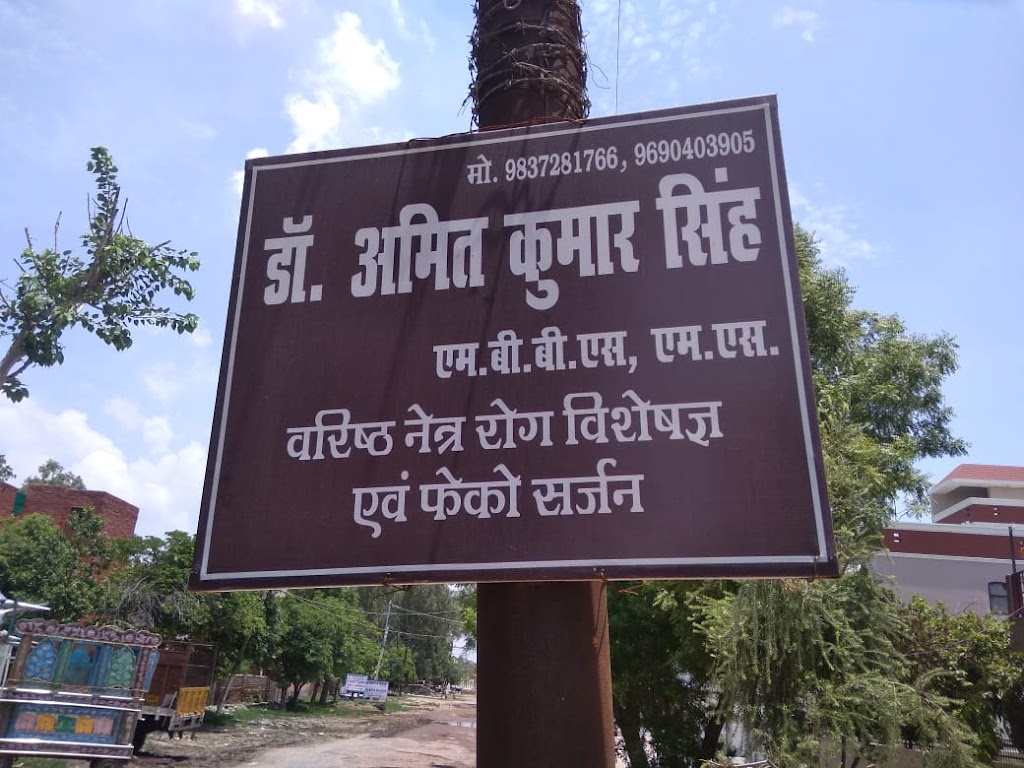 मो. 9837281766, 9690403905
डॉ. अमित कुमार सिंह
एम.बी.बी.एस, एम.एस.
वरिष्ठ नेत्र रोग विशेषज्ञ
एवं फेको सर्जन